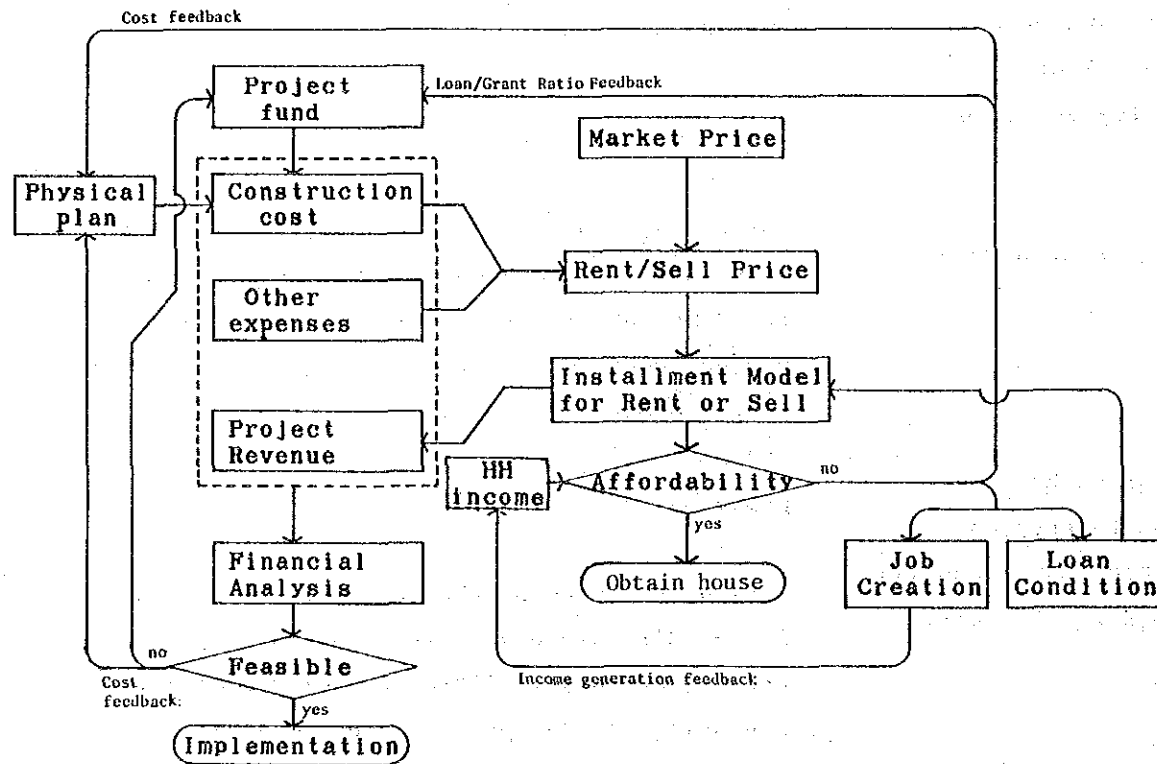 Cost feedback
Project
fund
Loan/Grant Ratio Feedback
Market Price
Physical
plan
Construction
cost
Rent/Sell Price
Other
expenses
Installment Model
for Rent or Sell
Project
Revenue
HH
income
Affordability
no
yes
Financial
Analysis
Obtain house
Job
Creation
Loan
Condition
no
Feasible
Cost
feedback
Income generation feedback
yes
Implementation